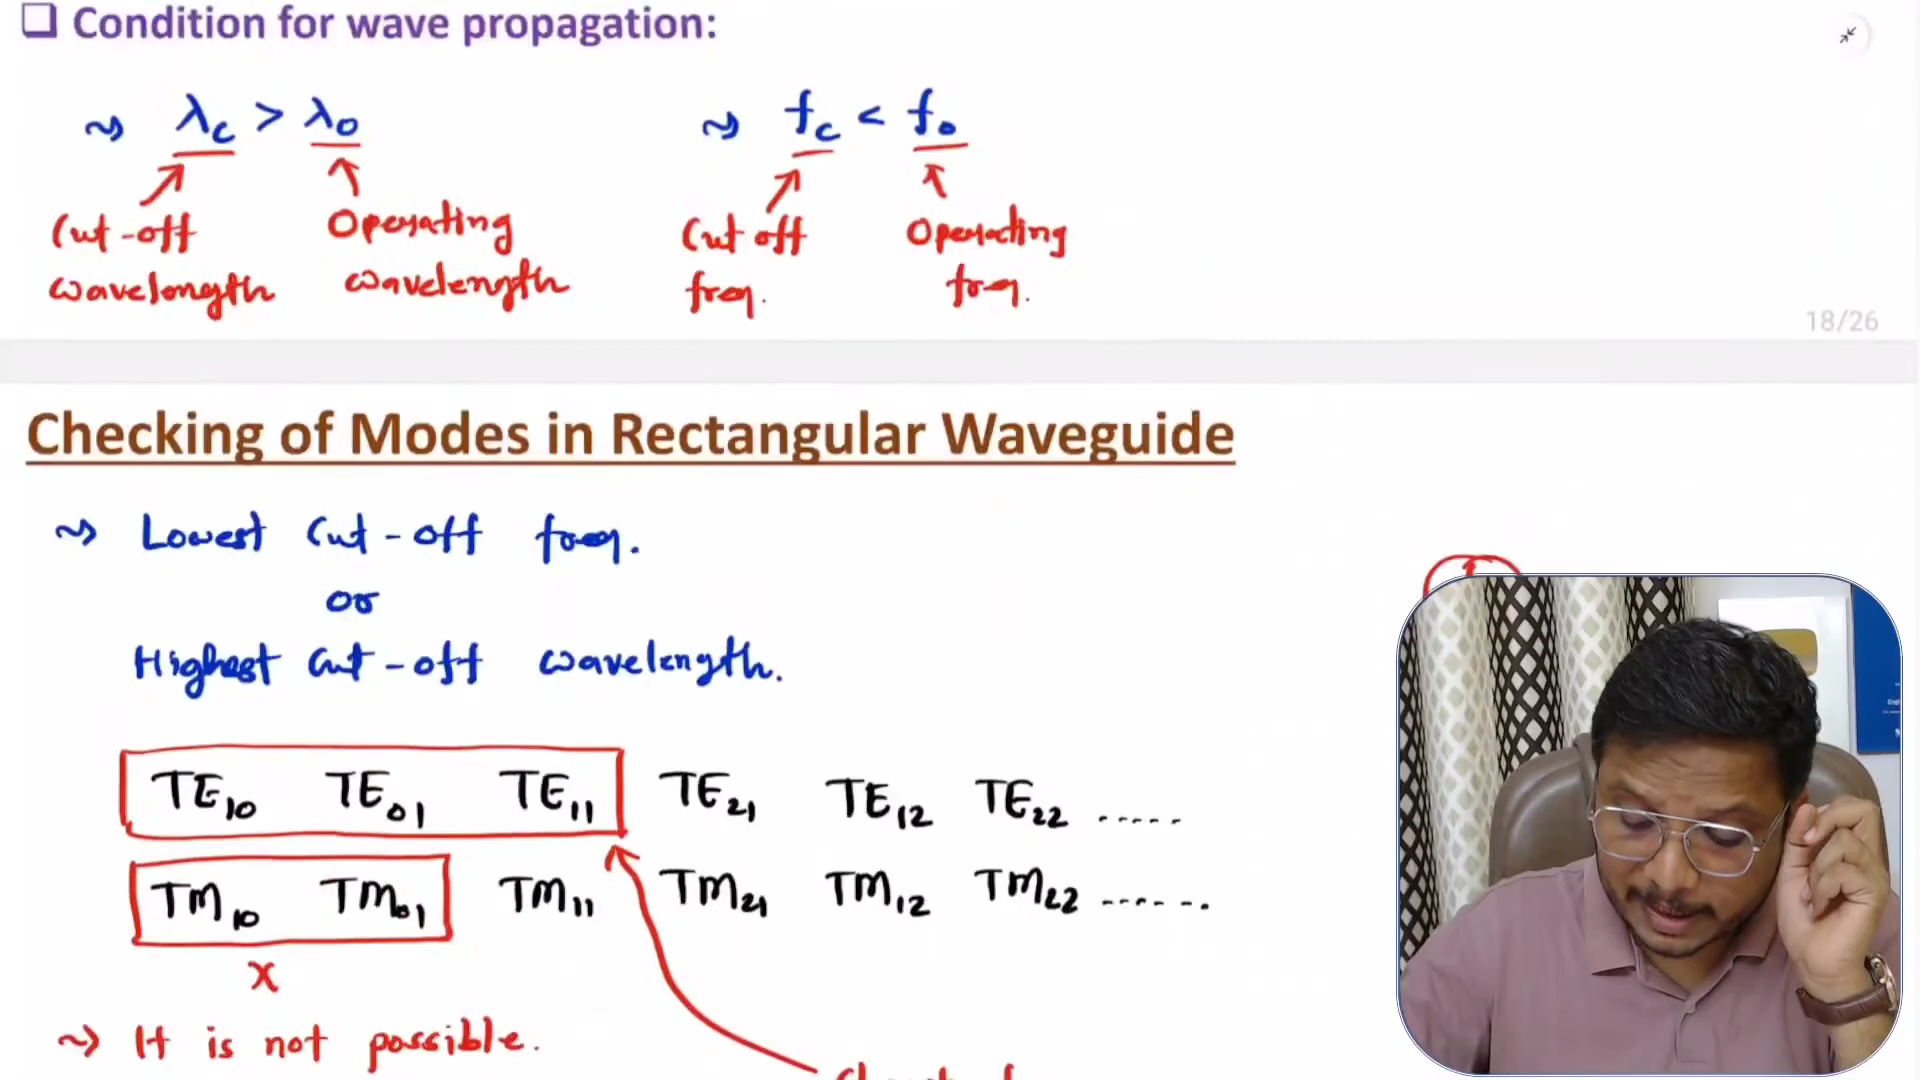 ❑ Condition for wave propagation:
~> λc > λo
~> fc < fo
Cut-off wavelength
Operating wavelength
Cut off freq.
Operating freq.
18/26
Checking of Modes in Rectangular Waveguide
~> Lowest Cut-off freq.
or
Highest Cut-off wavelength.
TE10 TE01 TE11 TE21 TE12 TE22 .....
TM10 TM01 TM11 TM21 TM12 TM22 ......
x
~> It is not possible.